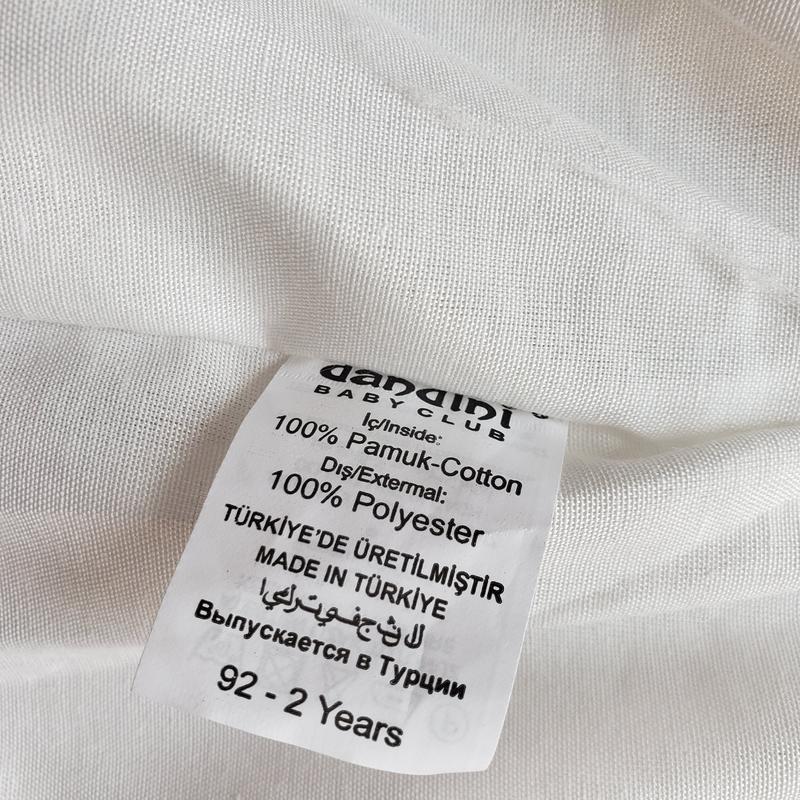 dandini
BABY CLUB
İç/Inside:
100% Pamuk-Cotton
Dış/Extermal:
100% Polyester
TÜRKİYE'DE ÜRETİLMİŞTİR
MADE IN TÜRKİYE
Выпускается в Турции
92 - 2 Years